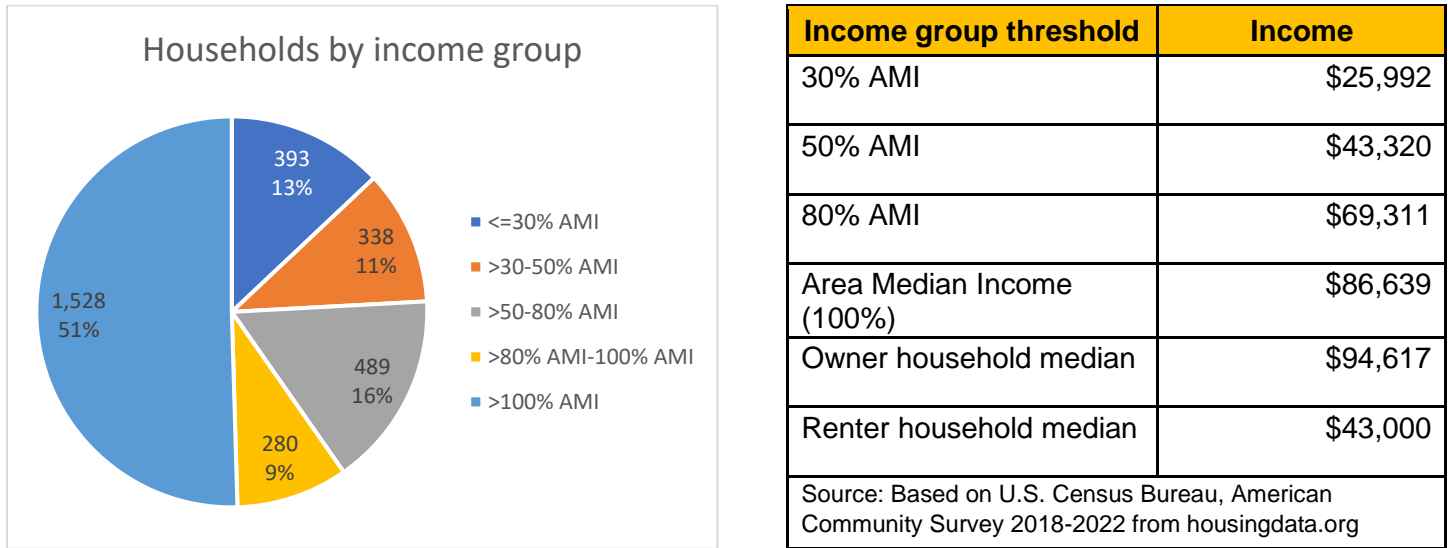 Households by income group
393
13%
338
11%
489
16%
280
9%
1,528
51%
<=30% AMI
>30-50% AMI
>50-80% AMI
>80% AMI-100% AMI
>100% AMI
Income group threshold Income
30% AMI $25,992
50% AMI $43,320
80% AMI $69,311
Area Median Income $86,639
(100%)
Owner household median $94,617
Renter household median $43,000
Source: Based on U.S. Census Bureau, American
Community Survey 2018-2022 from housingdata.org